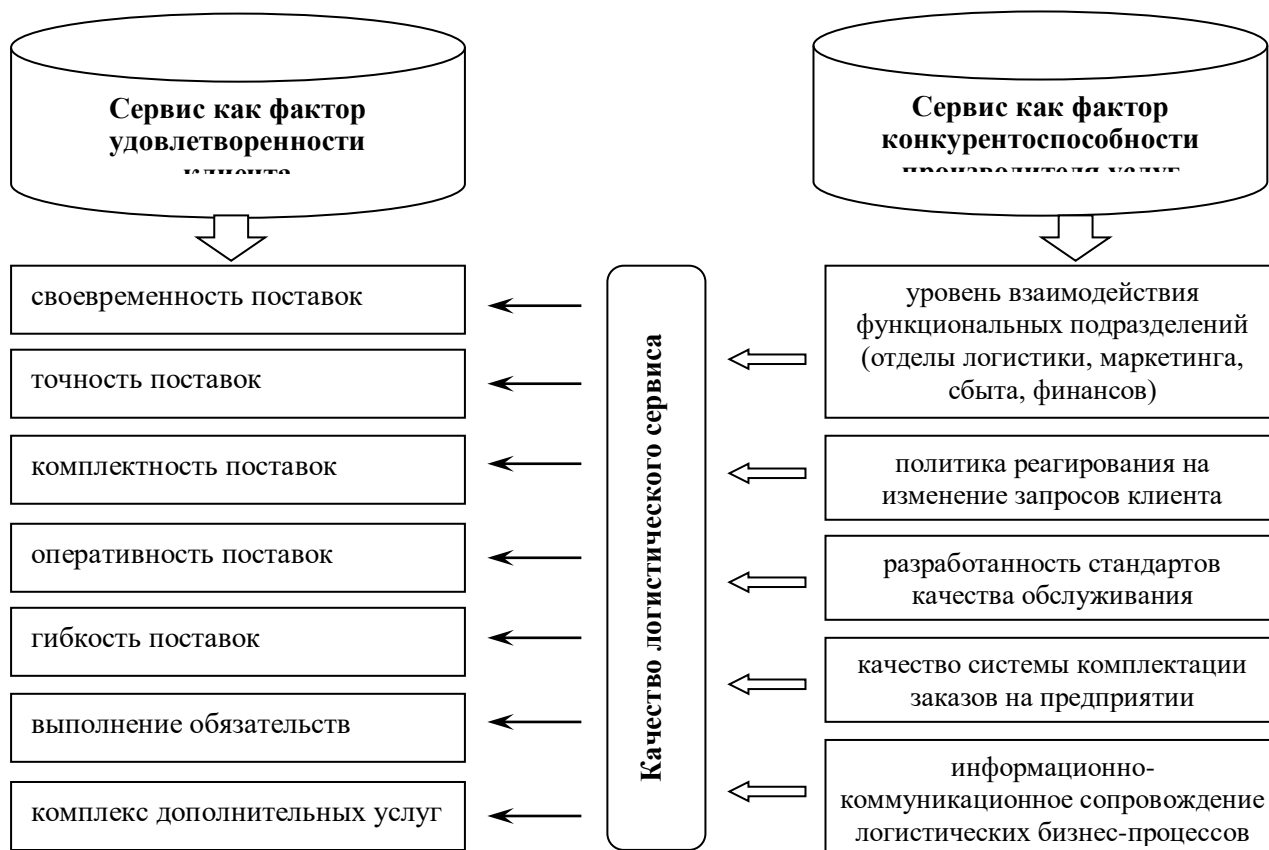 Сервис как фактор
удовлетворенности
клиента
своевременность поставок
точность поставок
комплектность поставок
оперативность поставок
гибкость поставок
выполнение обязательств
комплекс дополнительных услуг
Качество логистического сервиса
Сервис как фактор
конкурентоспособности
производителя услуг
уровень взаимодействия
функциональных подразделений
(отделы логистики, маркетинга,
сбыта, финансов)
политика реагирования на
изменение запросов клиента
разработанность стандартов
качества обслуживания
качество системы комплектации
заказов на предприятии
информационно-
коммуникационное сопровождение
логистических бизнес-процессов